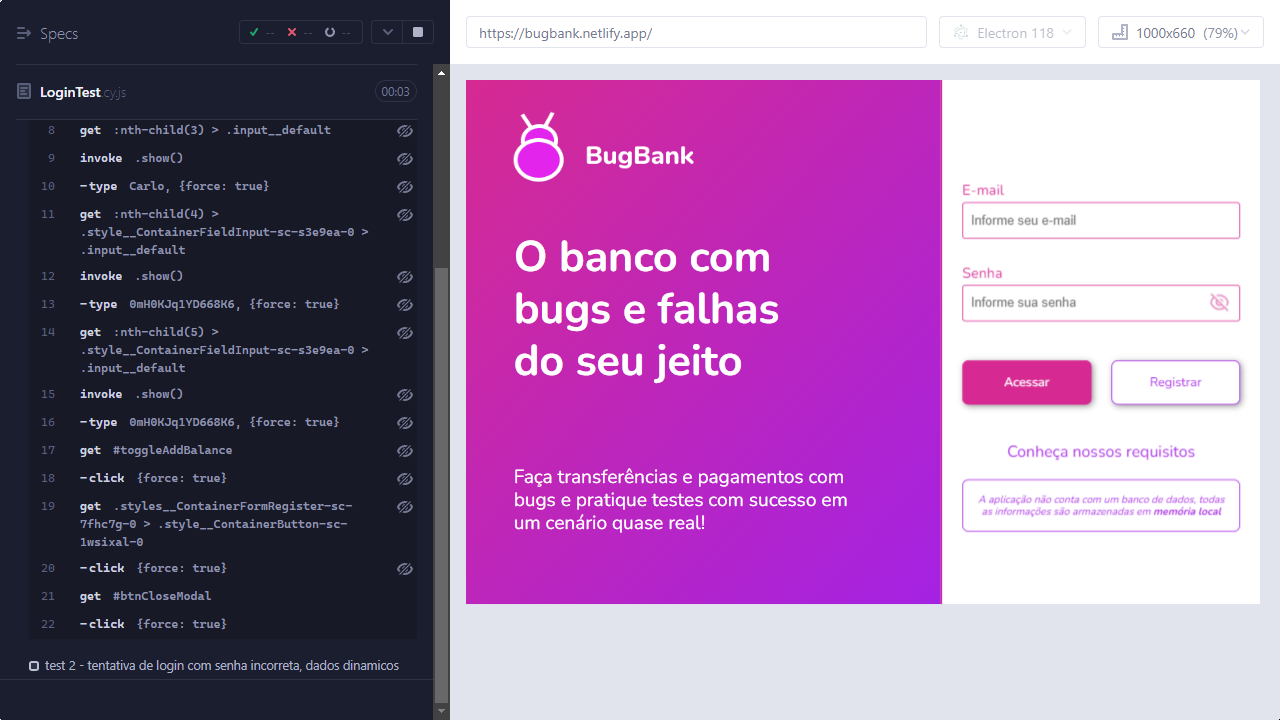 Specs
-- -- --
LoginTest.cy.js
00:03
8 get :nth-child(3) > .input__default
9 invoke .show()
10 -type Carlo, {force: true}
11 get :nth-child(4) >
.style__ContainerFieldInput-sc-s3e9ea-0 >
.input__default
12 invoke .show()
13 -type 0mH0KJq1YD668K6, {force: true}
14 get :nth-child(5) >
.style__ContainerFieldInput-sc-s3e9ea-0 >
.input__default
15 invoke .show()
16 -type 0mH0KJq1YD668K6, {force: true}
17 get #toggleAddBalance
18 -click {force: true}
19 get .styles__ContainerFormRegister-sc-
7fhc7g-0 > .style__ContainerButton-sc-
1wsixal-0
20 -click {force: true}
21 get #btnCloseModal
22 -click {force: true}
test 2 - tentativa de login com senha incorreta, dados dinamicos
https://bugbank.netlify.app/
Electron 118
1000x660 (79%)
BugBank
O banco com
bugs e falhas
do seu jeito
Faça transferências e pagamentos com
bugs e pratique testes com sucesso em
um cenário quase real!
E-mail
Informe seu e-mail
Senha
Informe sua senha
Acessar
Registrar
Conheça nossos requisitos
A aplicação não conta com um banco de dados, todas
as informações são armazenadas em memória local